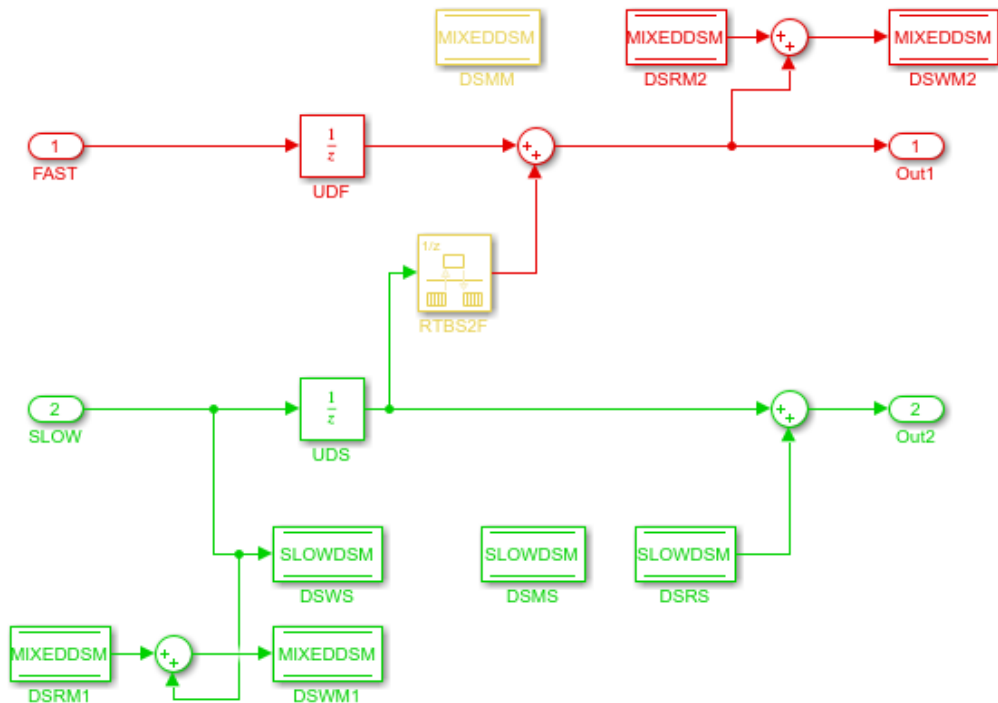 MIXEDDSM
DSMM
MIXEDDSM
DSRM2
+
+
MIXEDDSM
DSWM2
1
FAST
1
z
UDF
+
+
1
Out1
1/z
RTBS2F
2
SLOW
1
z
UDS
+
+
2
Out2
SLOWDSM
DSWS
SLOWDSM
DSMS
SLOWDSM
DSRS
MIXEDDSM
DSRM1
+
+
MIXEDDSM
DSWM1